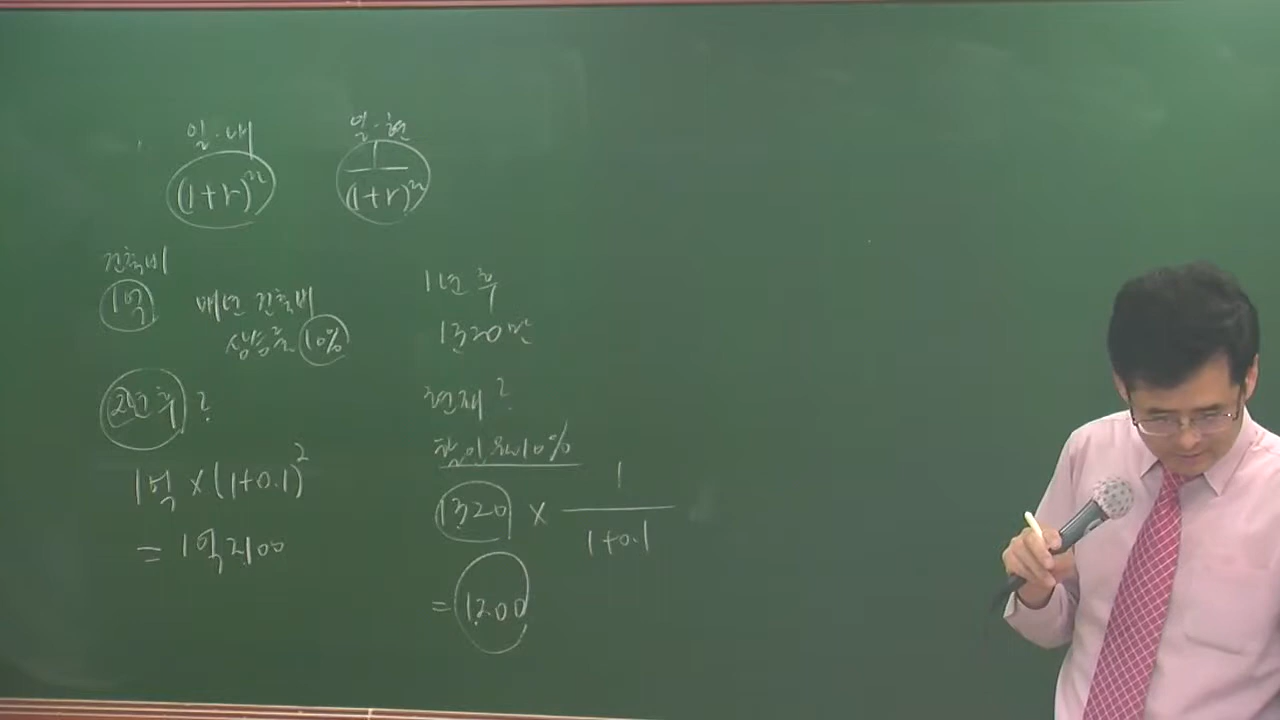 일·내
(1+r)^n
일·현
1
(1+r)^n
건축비
1억
매년 건축비
상승률 10%
2년 후 ?
1억 × (1+0.1)^2
= 1억2100
1년 후
1320만
현재 ?
할인율 10%
1320 × 1
1+0.1
= 1200